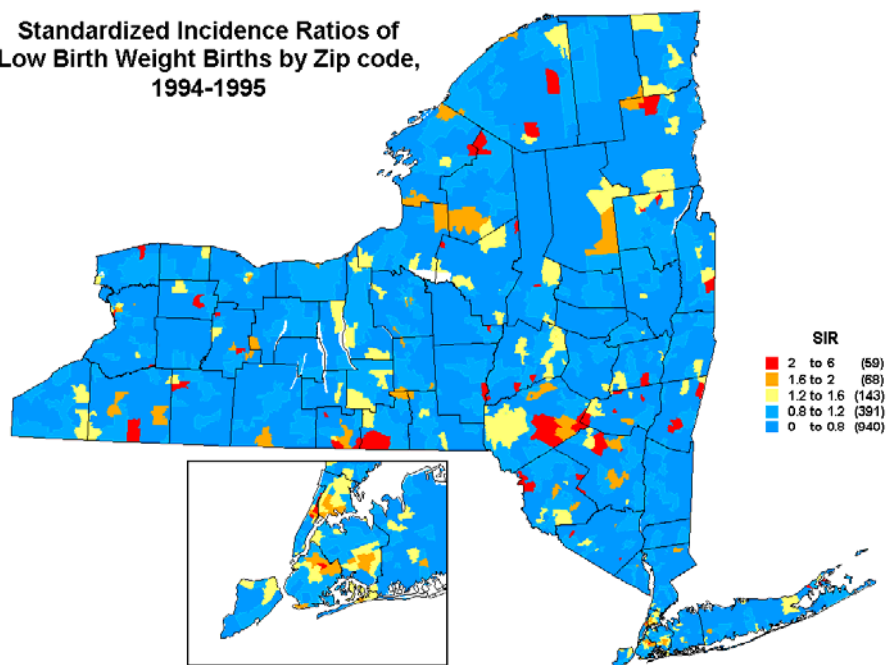 Standardized Incidence Ratios of
Low Birth Weight Births by Zip code,
1994-1995
SIR
2 to 6 (59)
1.6 to 2 (68)
1.2 to 1.6 (143)
0.8 to 1.2 (391)
0 to 0.8 (940)